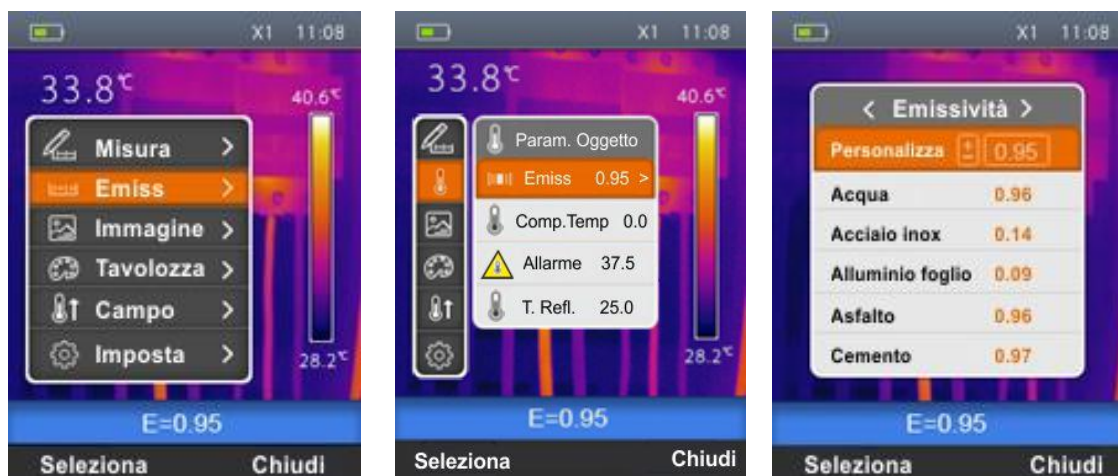 X1 11:08
33.8℃
40.6℃
Misura >
Emiss >
Immagine >
Tavolozza >
Campo >
Imposta >
28.2℃
E=0.95
Seleziona Chiudi
X1 11:08
33.8℃
40.6℃
Param. Oggetto
Emiss 0.95 >
Comp.Temp 0.0
Allarme 37.5
T. Refl. 25.0
28.2℃
E=0.95
Seleziona Chiudi
X1 11:08
< Emissività >
Personalizza ± 0.95
Acqua 0.96
Acciaio inox 0.14
Alluminio foglio 0.09
Asfalto 0.96
Cemento 0.97
E=0.95
Seleziona Chiudi